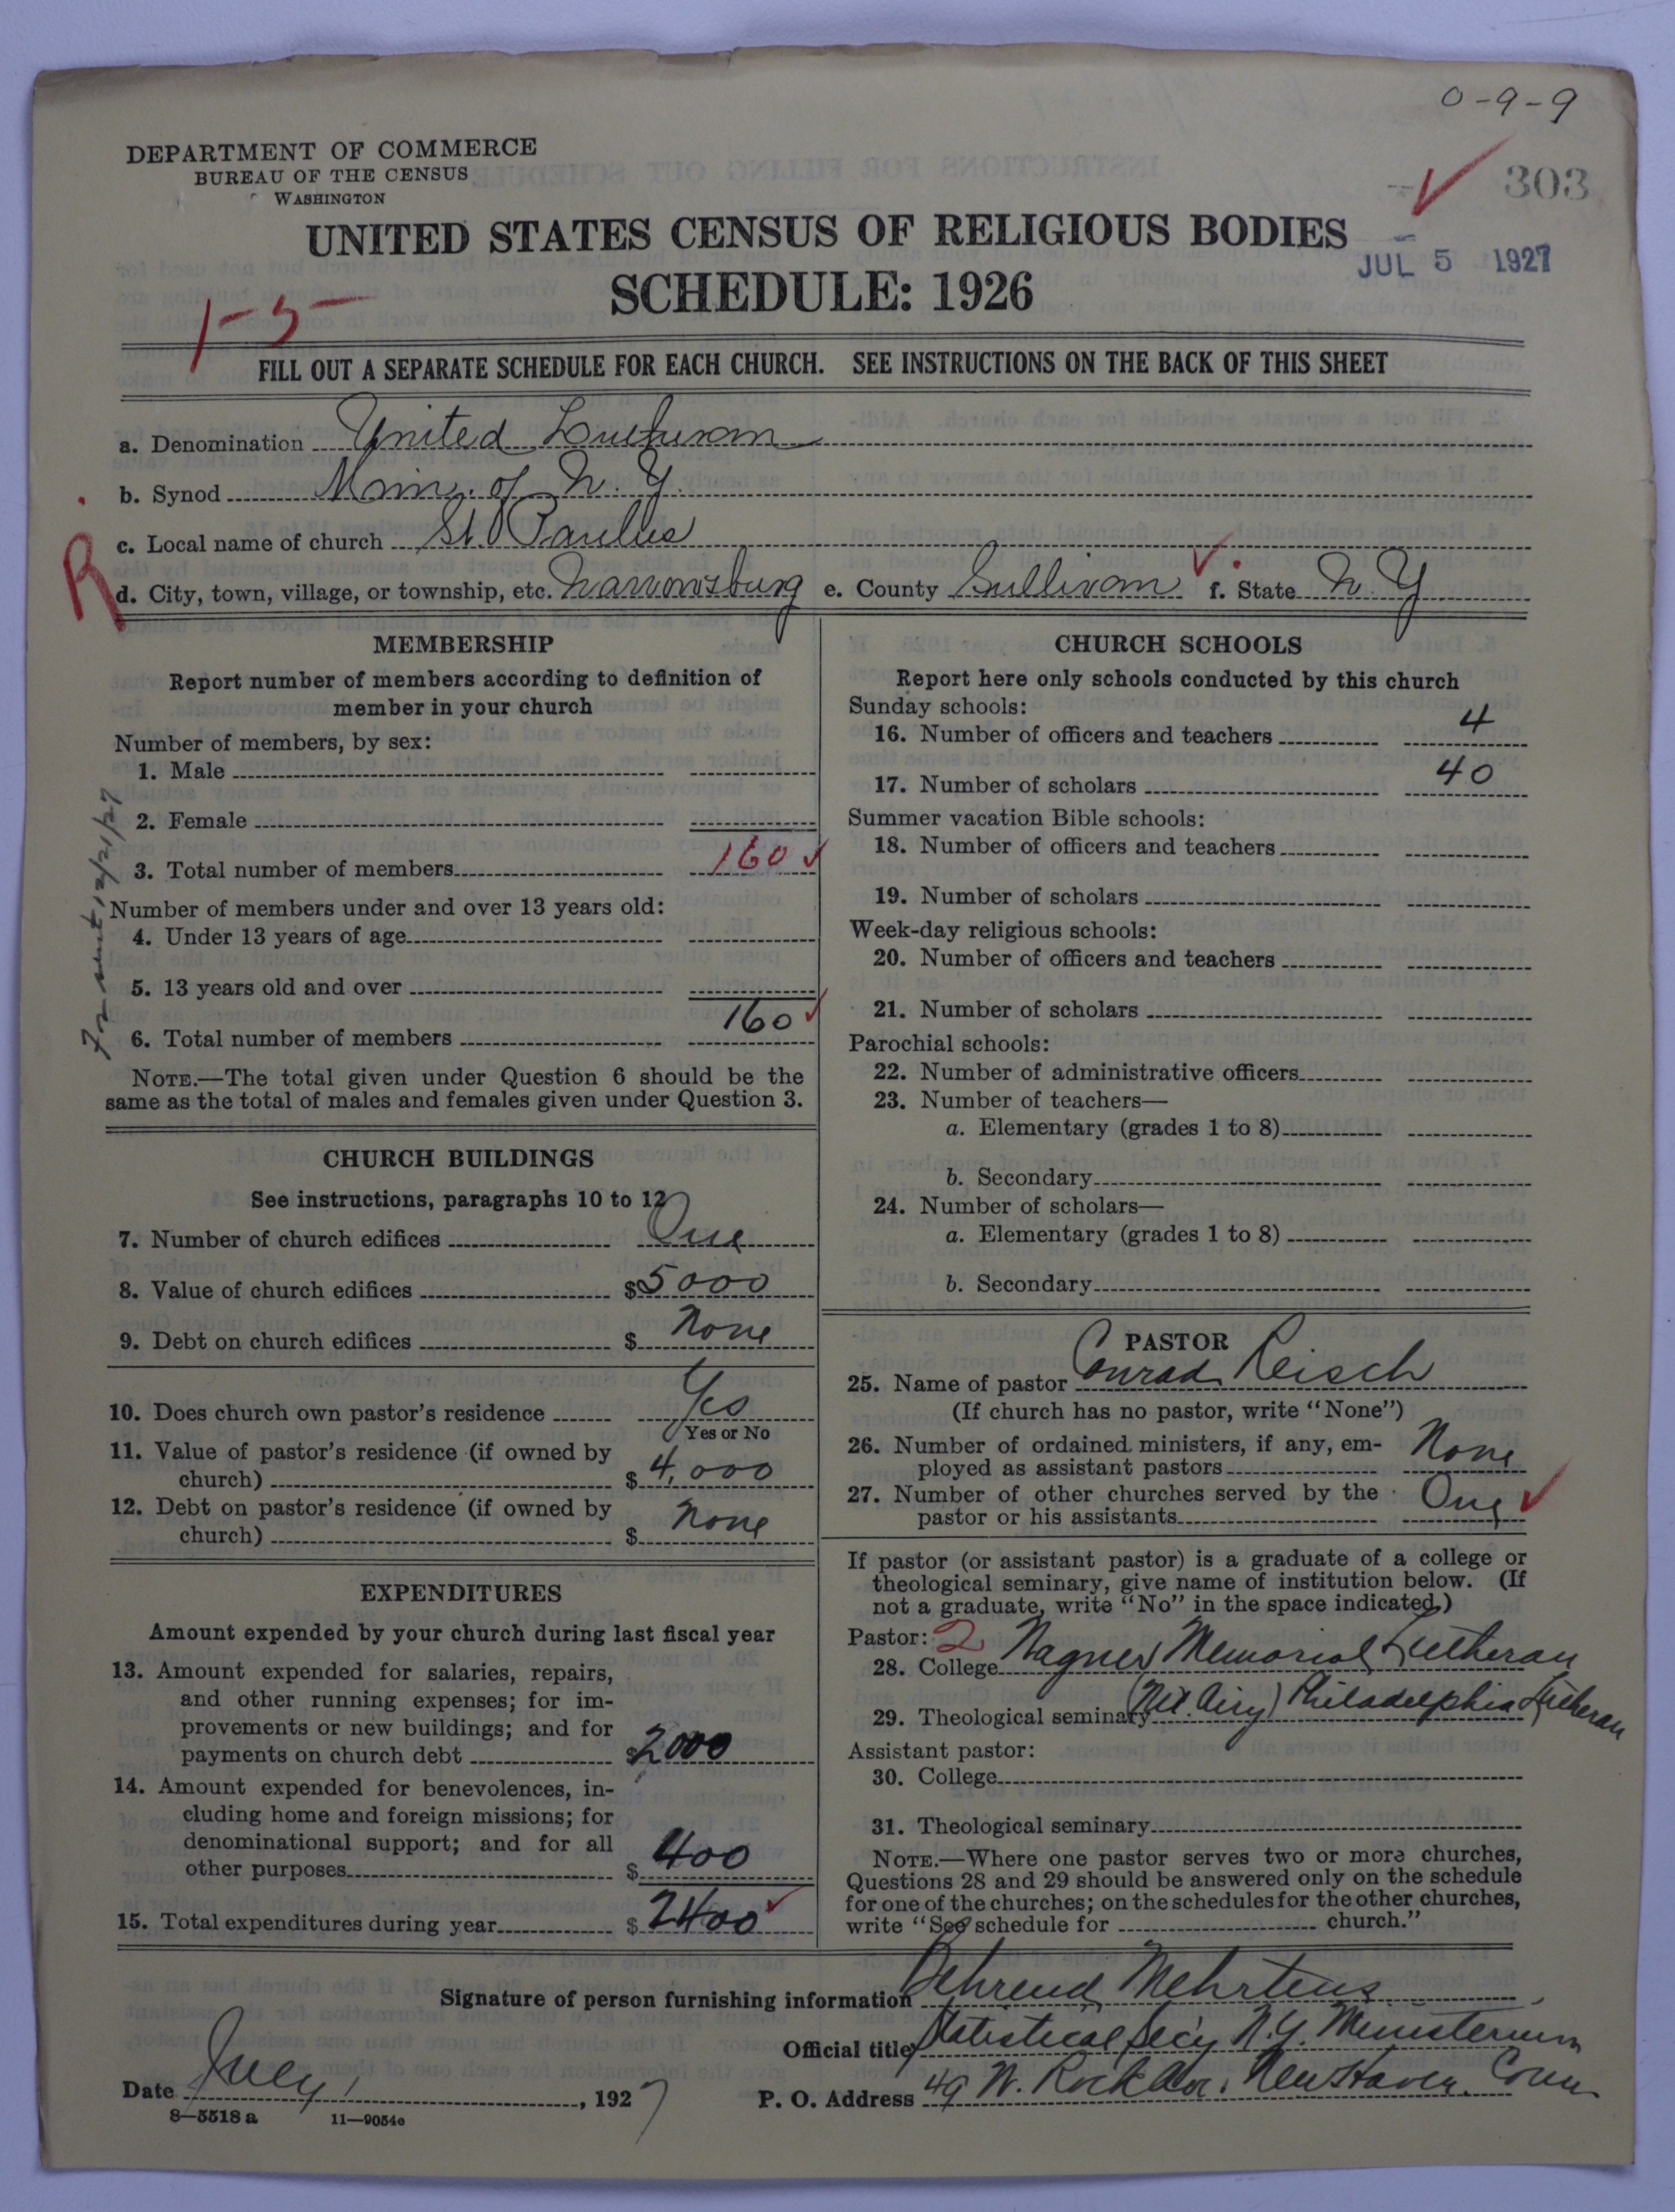 0-9-9
DEPARTMENT OF COMMERCE
BUREAU OF THE CENSUS
WASHINGTON
303
UNITED STATES CENSUS OF RELIGIOUS BODIES
JUL 5 1927
SCHEDULE: 1926
1-5
FILL OUT A SEPARATE SCHEDULE FOR EACH CHURCH. SEE INSTRUCTIONS ON THE BACK OF THIS SHEET
a. Denomination United Lutheran
b. Synod Min. of N. Y.
R
c. Local name of church St. Paulus
d. City, town, village, or township, etc. Narrowsburg e. County Sullivan f. State N. Y
MEMBERSHIP
Report number of members according to definition of
member in your church
Number of members, by sex:
1. Male
2. Female
3. Total number of members 160
Number of members under and over 13 years old:
4. Under 13 years of age
5. 13 years old and over
6. Total number of members 160
NOTE.—The total given under Question 6 should be the
same as the total of males and females given under Question 3.
sent, 2/21/27
CHURCH BUILDINGS
See instructions, paragraphs 10 to 12
7. Number of church edifices One
8. Value of church edifices $5000
9. Debt on church edifices $ None
10. Does church own pastor's residence Yes
Yes or No
11. Value of pastor's residence (if owned by
church) $ 4,000
12. Debt on pastor's residence (if owned by
church) $ None
EXPENDITURES
Amount expended by your church during last fiscal year
13. Amount expended for salaries, repairs,
and other running expenses; for im-
provements or new buildings; and for
payments on church debt $2000
14. Amount expended for benevolences, in-
cluding home and foreign missions; for
denominational support; and for all
other purposes $ 400
15. Total expenditures during year $ 2400
CHURCH SCHOOLS
Report here only schools conducted by this church
Sunday schools:
16. Number of officers and teachers 4
17. Number of scholars 40
Summer vacation Bible schools:
18. Number of officers and teachers
19. Number of scholars
Week-day religious schools:
20. Number of officers and teachers
21. Number of scholars
Parochial schools:
22. Number of administrative officers
23. Number of teachers—
a. Elementary (grades 1 to 8)
b. Secondary
24. Number of scholars—
a. Elementary (grades 1 to 8)
b. Secondary
PASTOR
25. Name of pastor Conrad Reisch
(If church has no pastor, write "None")
26. Number of ordained ministers, if any, em-
ployed as assistant pastors None
27. Number of other churches served by the
pastor or his assistants One
If pastor (or assistant pastor) is a graduate of a college or
theological seminary, give name of institution below. (If
not a graduate, write "No" in the space indicated.)
Pastor: 2
28. College Wagner Memorial Lutheran
29. Theological seminary (Mt. Airy) Philadelphia Lutheran
Assistant pastor:
30. College
31. Theological seminary
NOTE.—Where one pastor serves two or more churches,
Questions 28 and 29 should be answered only on the schedule
for one of the churches; on the schedules for the other churches,
write "See schedule for church."
Signature of person furnishing information Behrend Mehrtens
Official title Statistical Sec'y N.Y. Ministerium
Date July 1, 1927 P. O. Address 49 W. Rock Ave. New Haven, Conn
8—5518 a 11—9054e